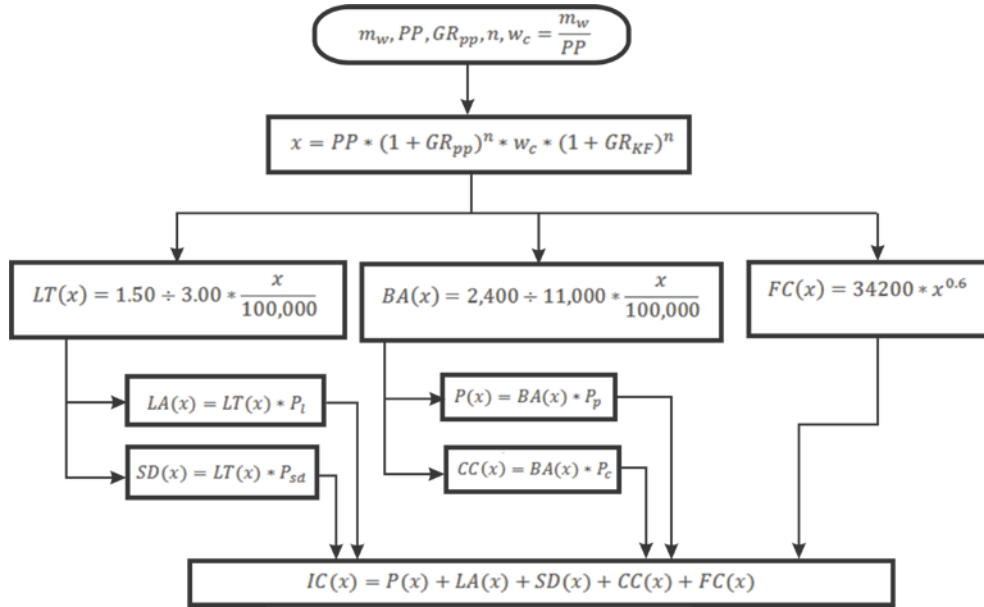 m_w, PP, GR_pp, n, w_c = m_w/PP
x = PP * (1 + GR_pp)^n * w_c * (1 + GR_KF)^n
LT(x) = 1.50 ÷ 3.00 * x/100,000
BA(x) = 2,400 ÷ 11,000 * x/100,000
FC(x) = 34200 * x^0.6
LA(x) = LT(x) * P_l
P(x) = BA(x) * P_p
SD(x) = LT(x) * P_sd
CC(x) = BA(x) * P_c
IC(x) = P(x) + LA(x) + SD(x) + CC(x) + FC(x)